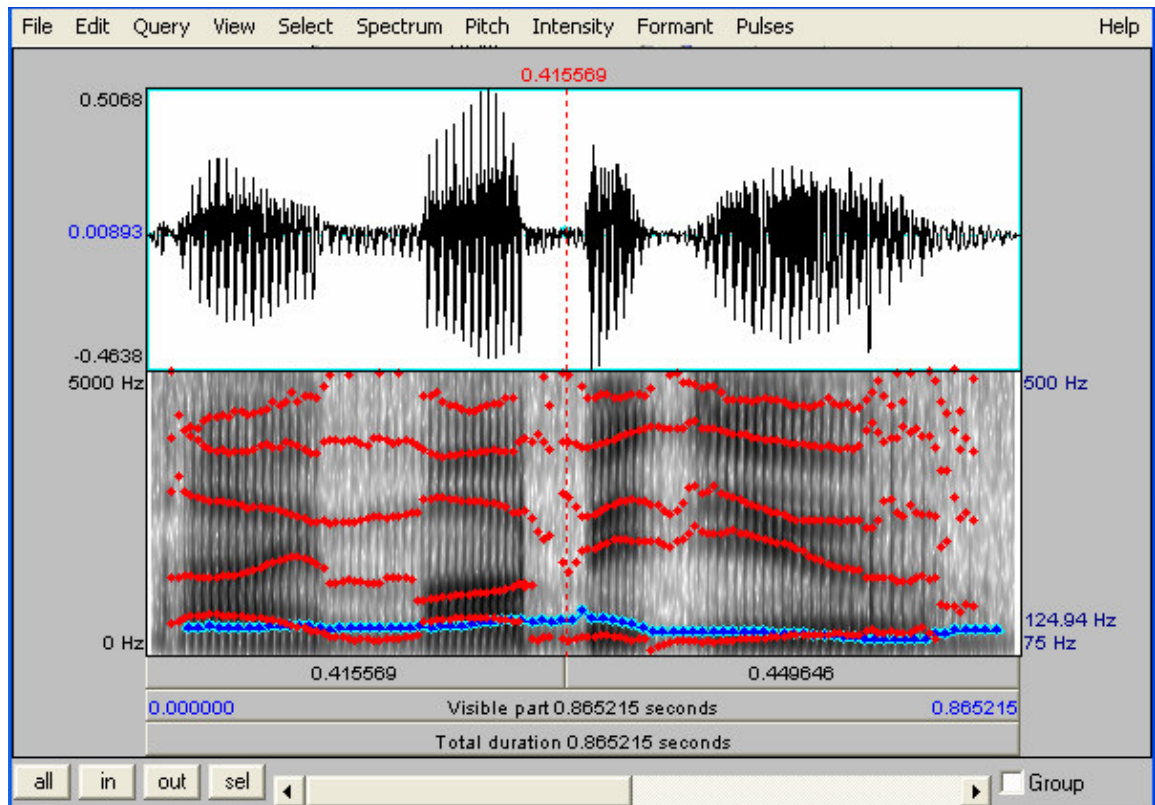 File Edit Query View Select Spectrum Pitch Intensity Formant Pulses Help
0.415569
0.5068
0.00893
-0.4638
5000 Hz 500 Hz
124.94 Hz
0 Hz 75 Hz
0.415569 0.449646
0.000000 Visible part 0.865215 seconds 0.865215
Total duration 0.865215 seconds
all in out sel Group